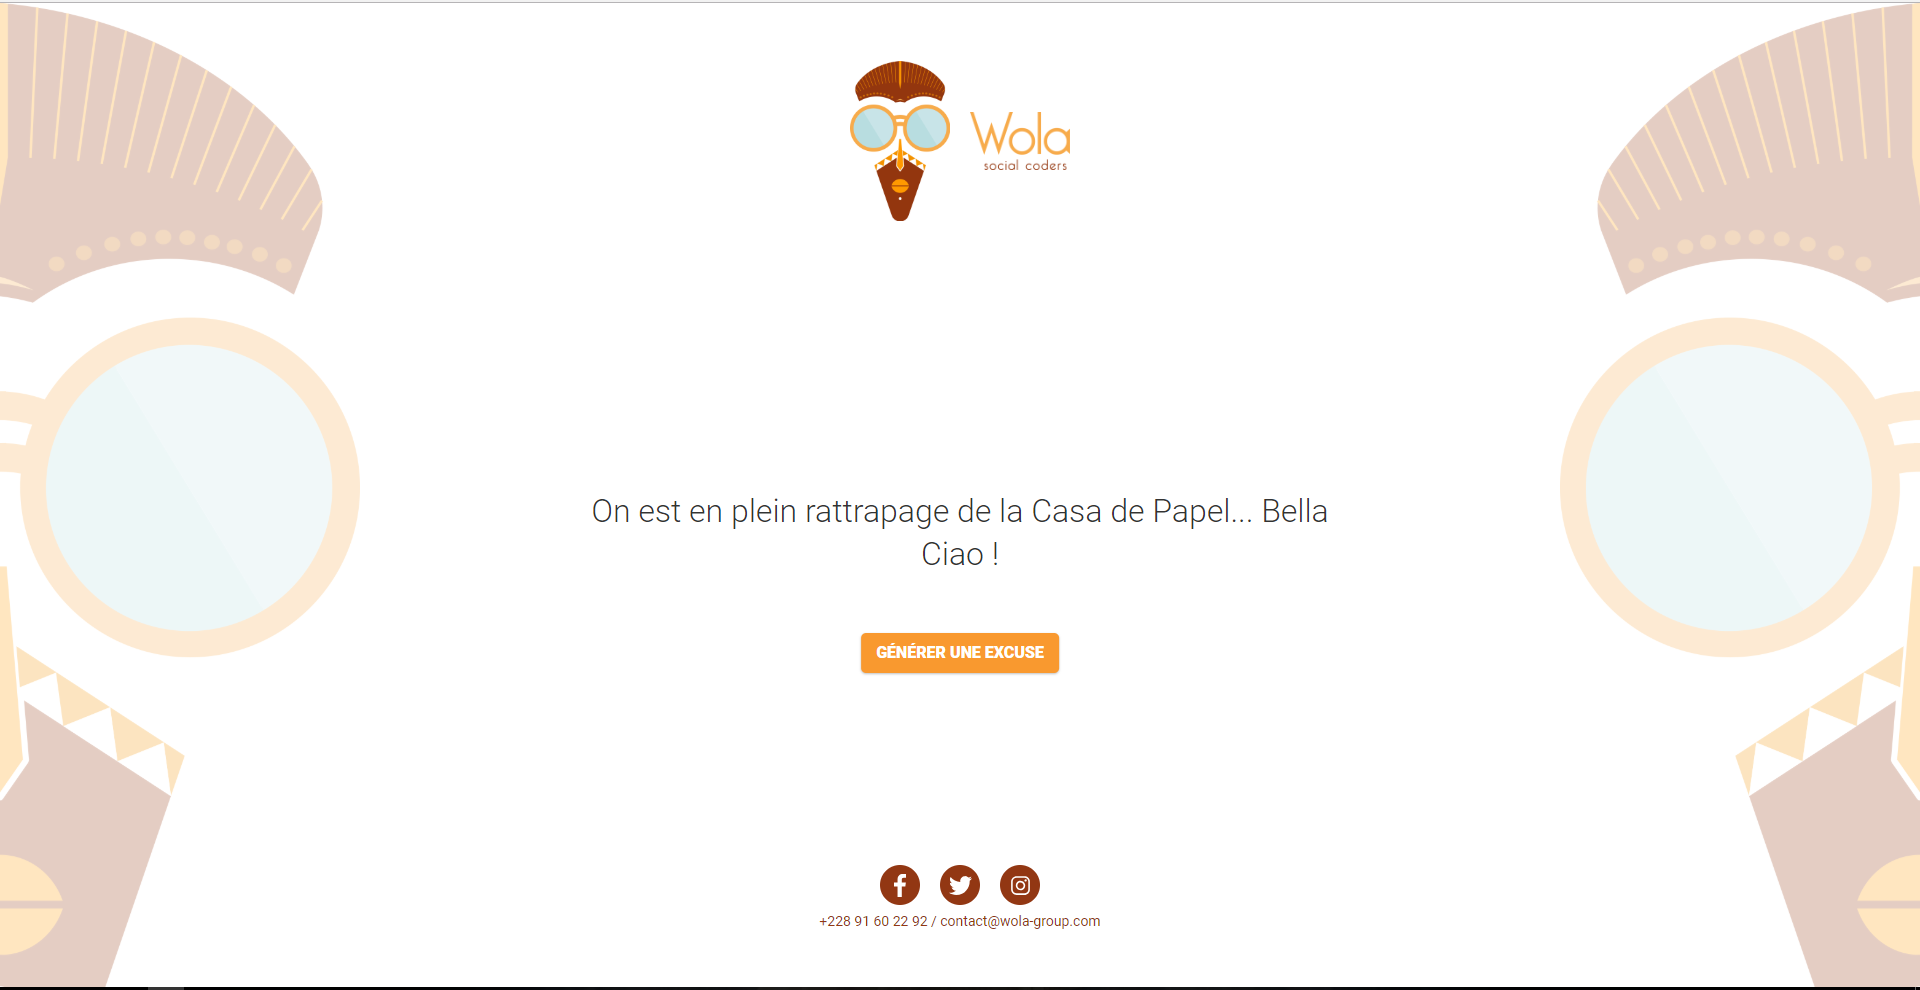 Wola
social coders
On est en plein rattrapage de la Casa de Papel... Bella
Ciao !
GÉNÉRER UNE EXCUSE
+228 91 60 22 92 / contact@wola-group.com